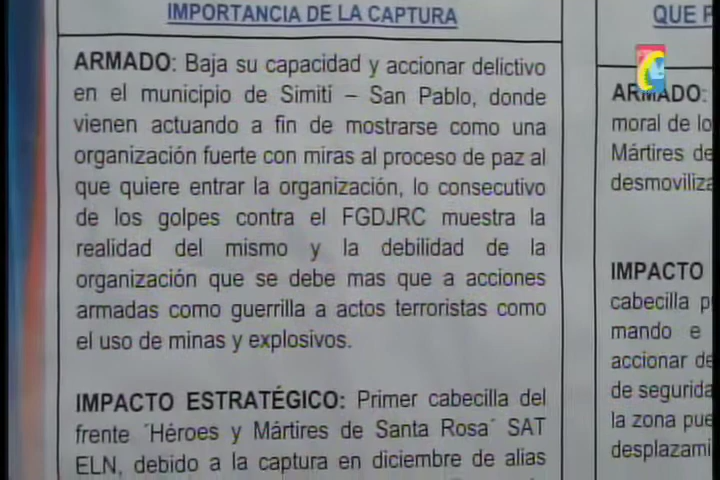 IMPORTANCIA DE LA CAPTURA
ARMADO: Baja su capacidad y accionar delictivo
en el municipio de Simití – San Pablo, donde
vienen actuando a fin de mostrarse como una
organización fuerte con miras al proceso de paz al
que quiere entrar la organización, lo consecutivo
de los golpes contra el FGDJRC muestra la
realidad del mismo y la debilidad de la
organización que se debe mas que a acciones
armadas como guerrilla a actos terroristas como
el uso de minas y explosivos.
IMPACTO ESTRATÉGICO: Primer cabecilla del
frente ´Héroes y Mártires de Santa Rosa´ SAT
ELN, debido a la captura en diciembre de alias
QUE P
ARMADO:
moral de lo
Mártires de
desmoviliza
IMPACTO
cabecilla p
mando e
accionar de
de segurida
la zona pue
desplazami